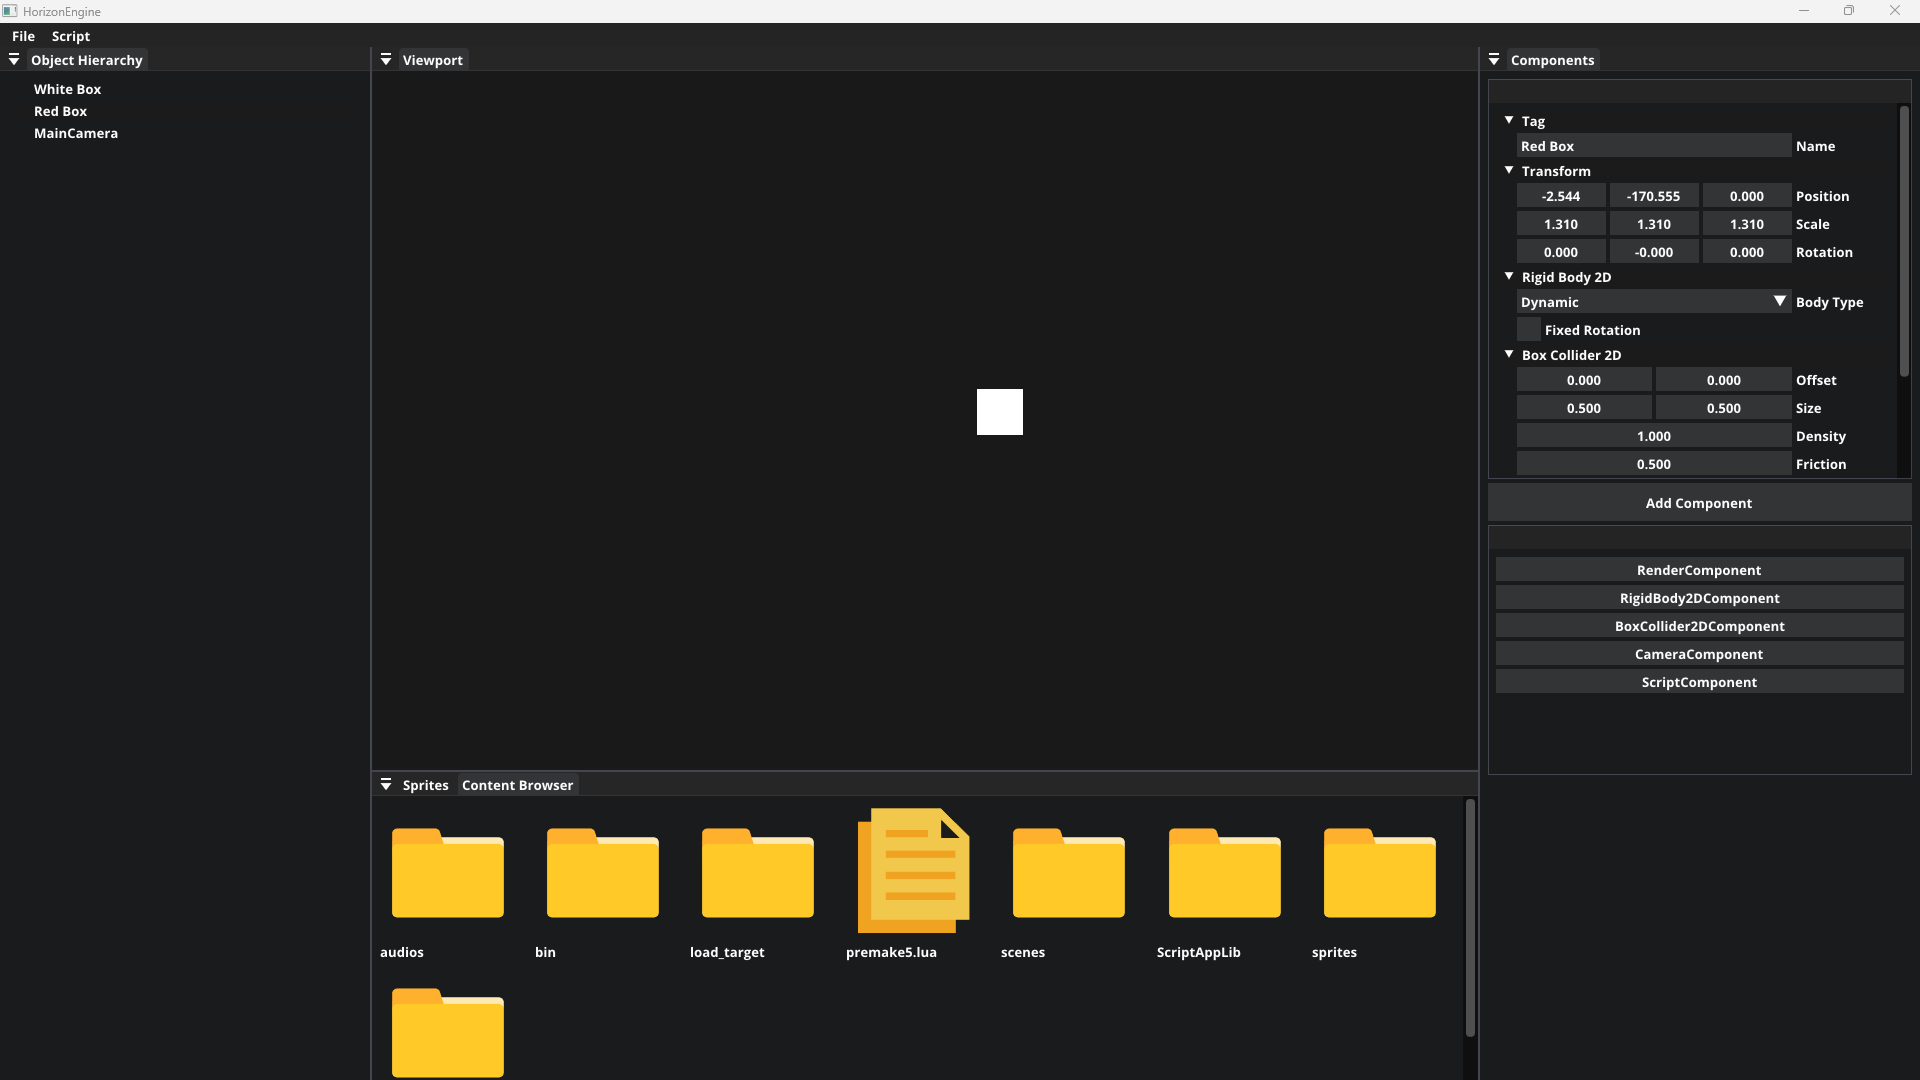 HorizonEngine
File Script
Object Hierarchy
White Box
Red Box
MainCamera
Viewport
Sprites Content Browser
audios
bin
load_target
premake5.lua
scenes
ScriptAppLib
sprites
Components
Tag
Red Box Name
Transform
-2.544 -170.555 0.000 Position
1.310 1.310 1.310 Scale
0.000 -0.000 0.000 Rotation
Rigid Body 2D
Dynamic Body Type
Fixed Rotation
Box Collider 2D
0.000 0.000 Offset
0.500 0.500 Size
1.000 Density
0.500 Friction
Add Component
RenderComponent
RigidBody2DComponent
BoxCollider2DComponent
CameraComponent
ScriptComponent